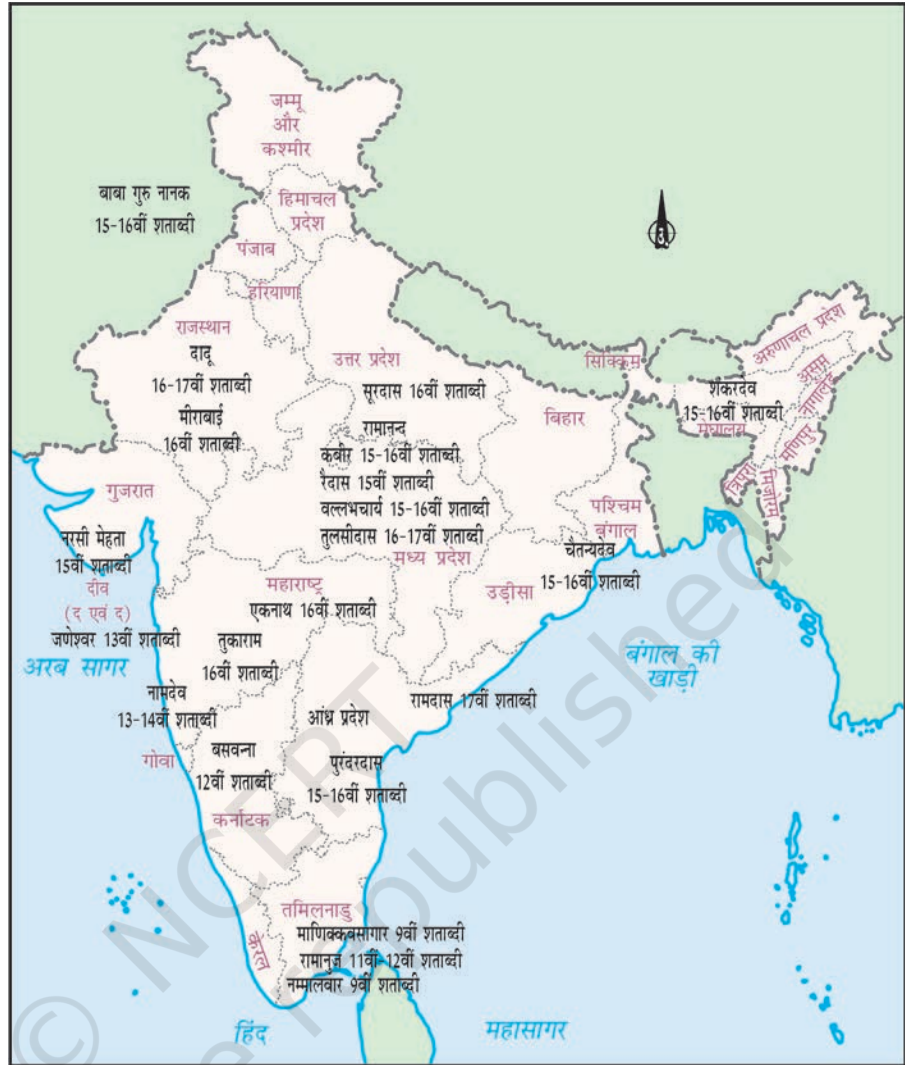 जम्मू
और
कश्मीर
बाबा गुरु नानक
15-16वीं शताब्दी
हिमाचल
प्रदेश
पंजाब
हरियाणा
उ
राजस्थान
दादू
16-17वीं शताब्दी
मीराबाई
16वीं शताब्दी
उत्तर प्रदेश
सूरदास 16वीं शताब्दी
रामानन्द
कबीर 15-16वीं शताब्दी
रैदास 15वीं शताब्दी
वल्लभचार्य 15-16वीं शताब्दी
तुलसीदास 16-17वीं शताब्दी
सिक्किम
अरुणाचल प्रदेश
असम
नागालैंड
शंकरदेव
15-16वीं शताब्दी
मेघालय
मणिपुर
त्रिपुरा
मिजोरम
बिहार
पश्चिम
बंगाल
चैतन्यदेव
15-16वीं शताब्दी
गुजरात
नरसी मेहता
15वीं शताब्दी
दीव
(द एवं द)
जणेश्वर 13वीं शताब्दी
अरब सागर
मध्य प्रदेश
उड़ीसा
महाराष्ट्र
एकनाथ 16वीं शताब्दी
तुकाराम
16वीं शताब्दी
नामदेव
13-14वीं शताब्दी
बंगाल की
खाड़ी
रामदास 17वीं शताब्दी
आंध्र प्रदेश
गोवा
बसवन्ना
12वीं शताब्दी
पुरंदरदास
15-16वीं शताब्दी
कर्नाटक
तमिलनाडु
केरल
माणिक्कवसागार 9वीं शताब्दी
रामानुज 11वीं-12वीं शताब्दी
नम्मालवार 9वीं शताब्दी
हिंद
महासागर
© NCERT
e republished